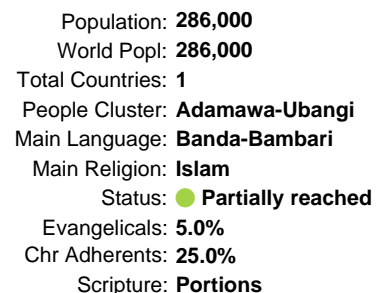 Population: 286,000
World Popl: 286,000
Total Countries: 1
People Cluster: Adamawa-Ubangi
Main Language: Banda-Bambari
Main Religion: Islam
Status: Partially reached
Evangelicals: 5.0%
Chr Adherents: 25.0%
Scripture: Portions